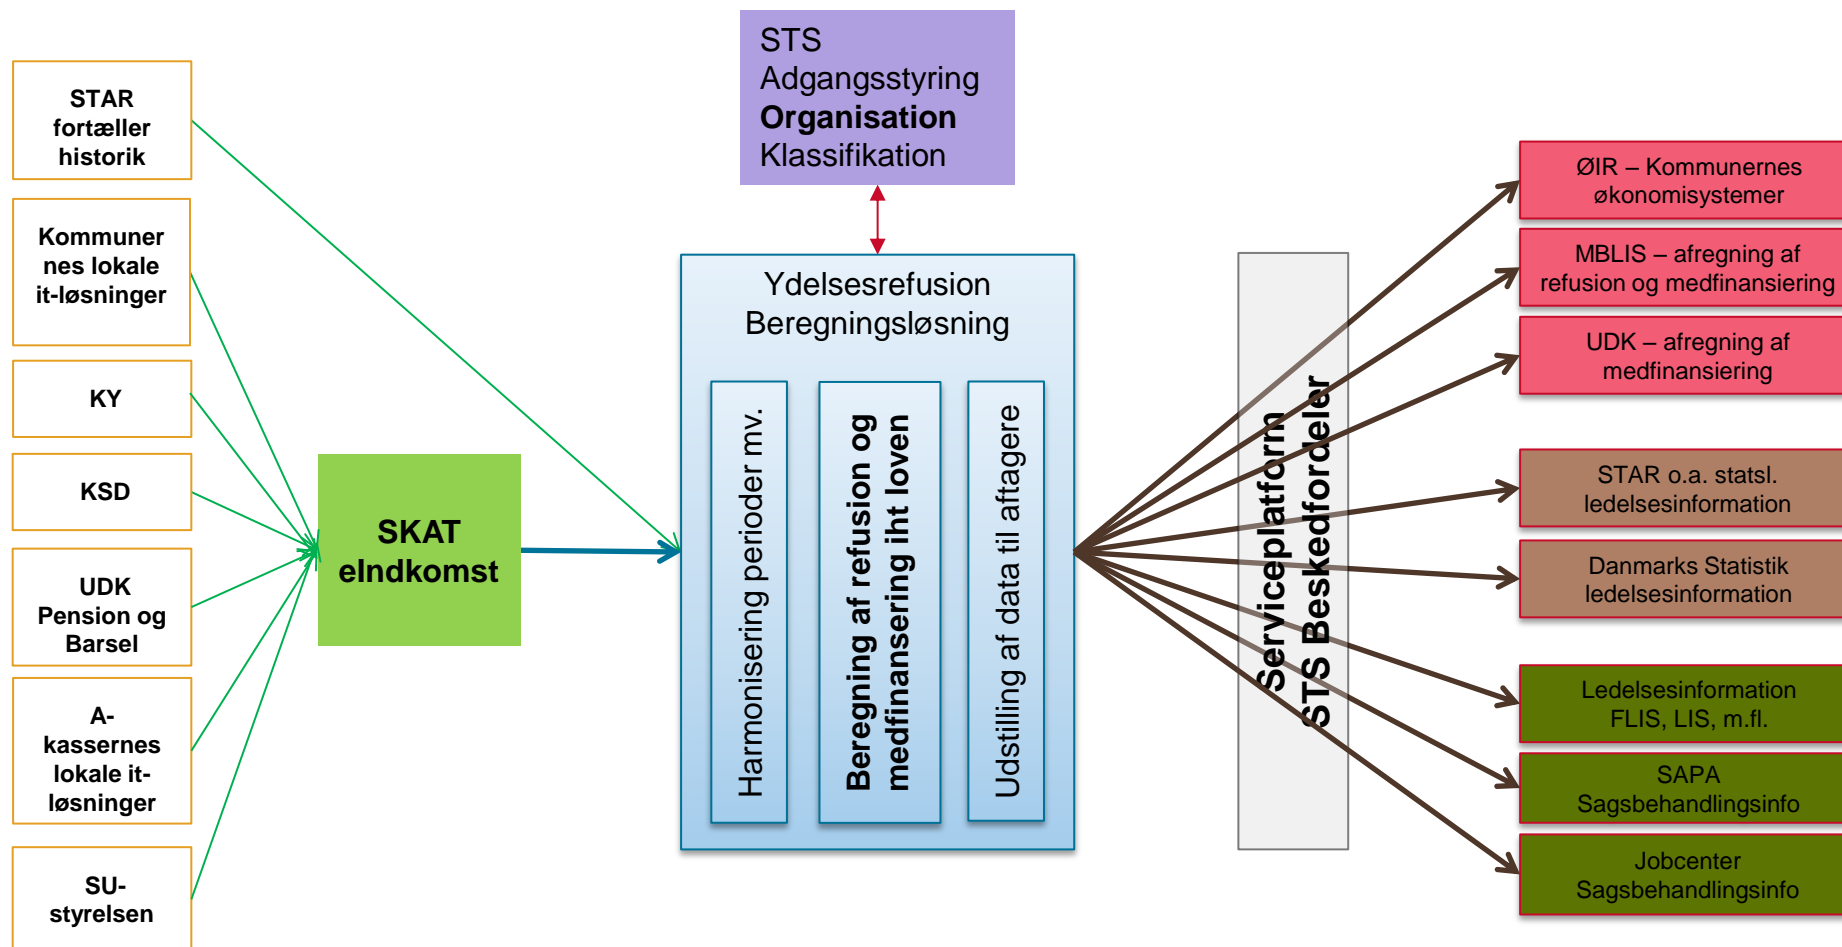 STS
Adgangsstyring
Organisation
Klassifikation
STAR
fortæller
historik
Kommuner
nes lokale
it-løsninger
KY
KSD
UDK
Pension og
Barsel
A-
kassernes
lokale it-
løsninger
SU-
styrelsen
SKAT
eIndkomst
Ydelsesrefusion
Beregningsløsning
Harmonisering perioder mv.
Beregning af refusion og
medfinansering iht loven
Udstilling af data til aftagere
Serviceplatform
STS Beskedfordeler
ØIR – Kommunernes
økonomisystemer
MBLIS – afregning af
refusion og medfinansiering
UDK – afregning af
medfinansiering
STAR o.a. statsl.
ledelsesinformation
Danmarks Statistik
ledelsesinformation
Ledelsesinformation
FLIS, LIS, m.fl.
SAPA
Sagsbehandlingsinfo
Jobcenter
Sagsbehandlingsinfo